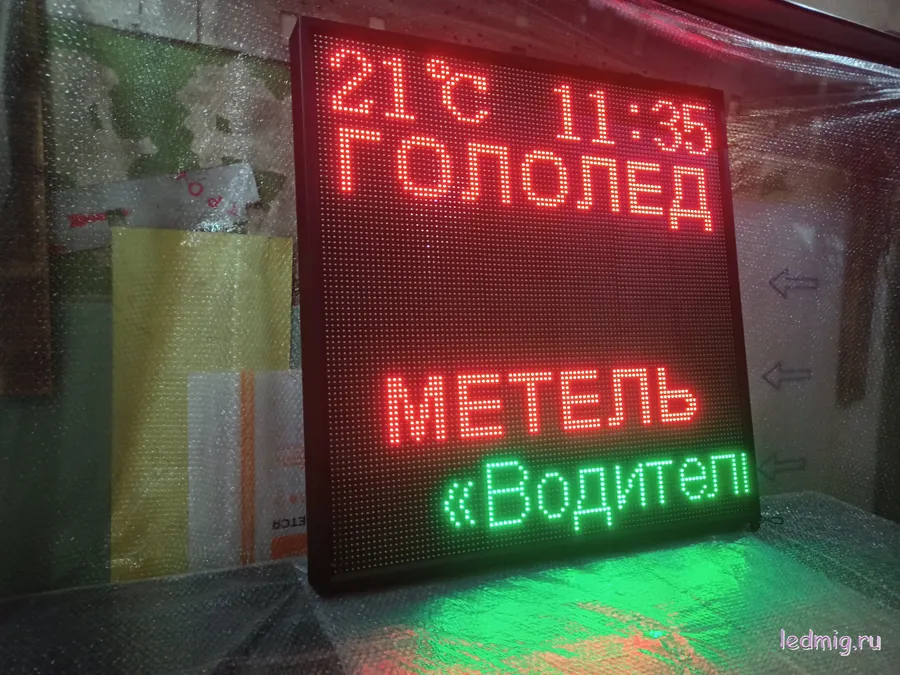 21°C 11:35
ГОЛОЛЕД
МЕТЕЛЬ
«Водител
ledmig.ru